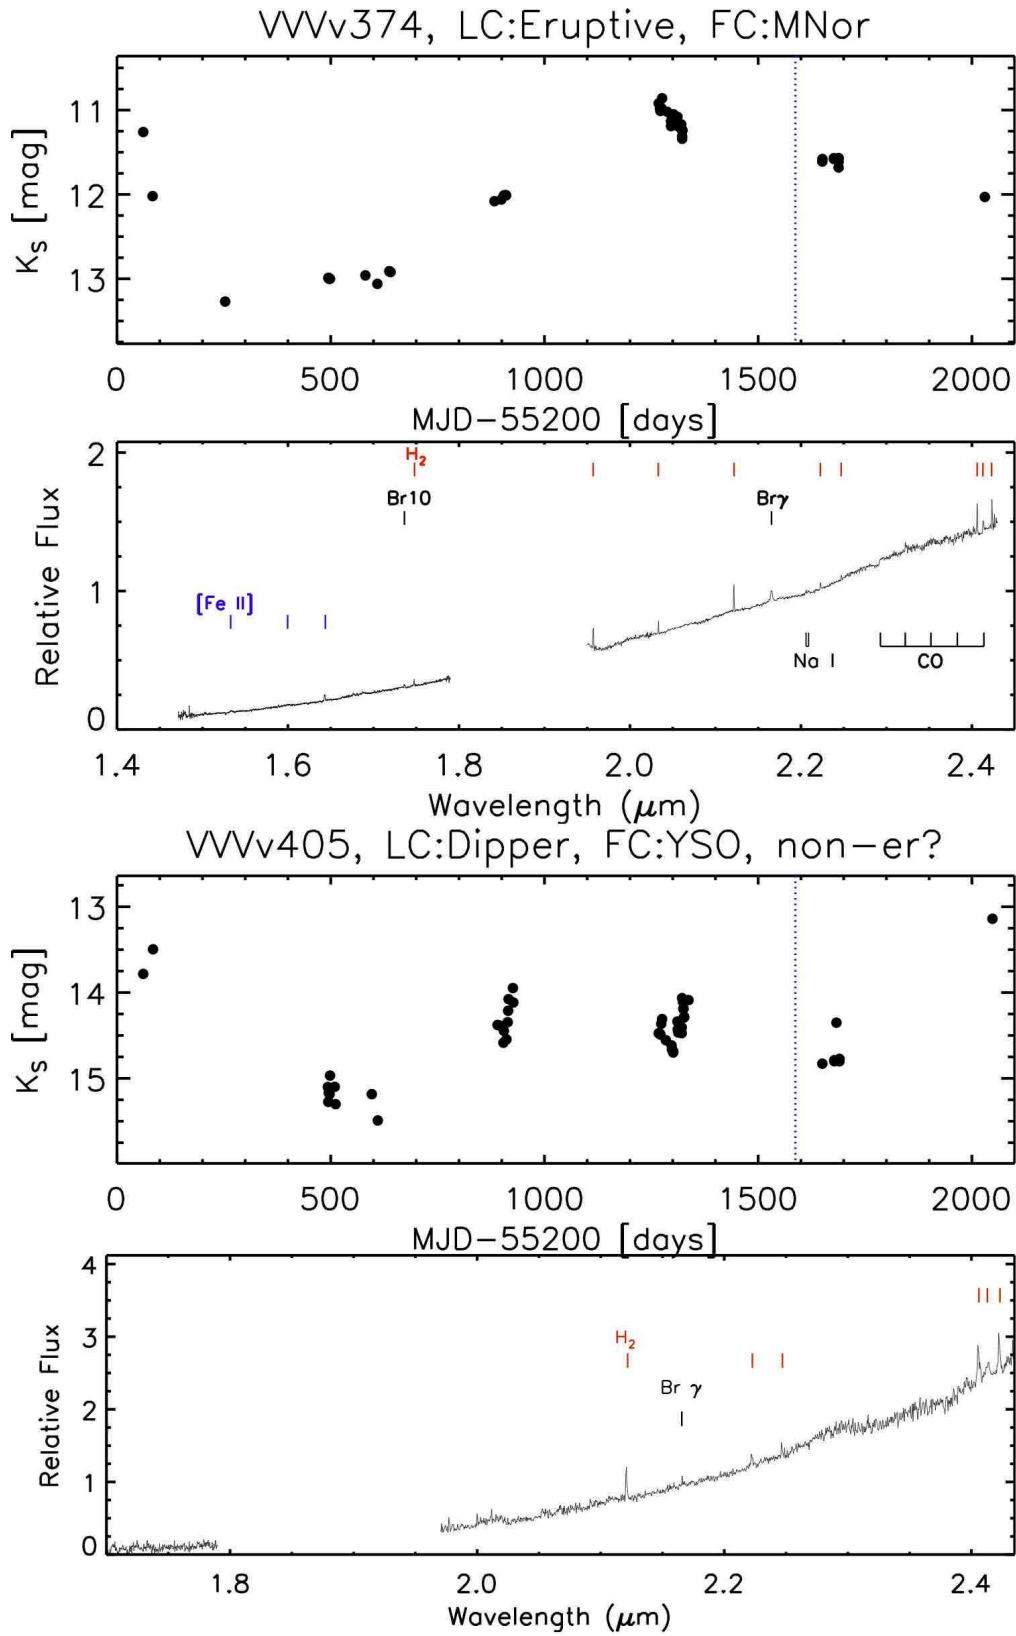 VVVv374, LC:Eruptive, FC:MNor
11
12
13
K_S [mag]
0 500 1000 1500 2000
MJD-55200 [days]
2
1
0
Relative Flux
H_2
Br10 Brγ
[Fe II]
Na I CO
1.4 1.6 1.8 2.0 2.2 2.4
Wavelength (μm)
VVVv405, LC:Dipper, FC:YSO, non-er?
13
14
15
K_S [mag]
0 500 1000 1500 2000
MJD-55200 [days]
4
3
2
1
0
Relative Flux
H_2
Br γ
1.8 2.0 2.2 2.4
Wavelength (μm)